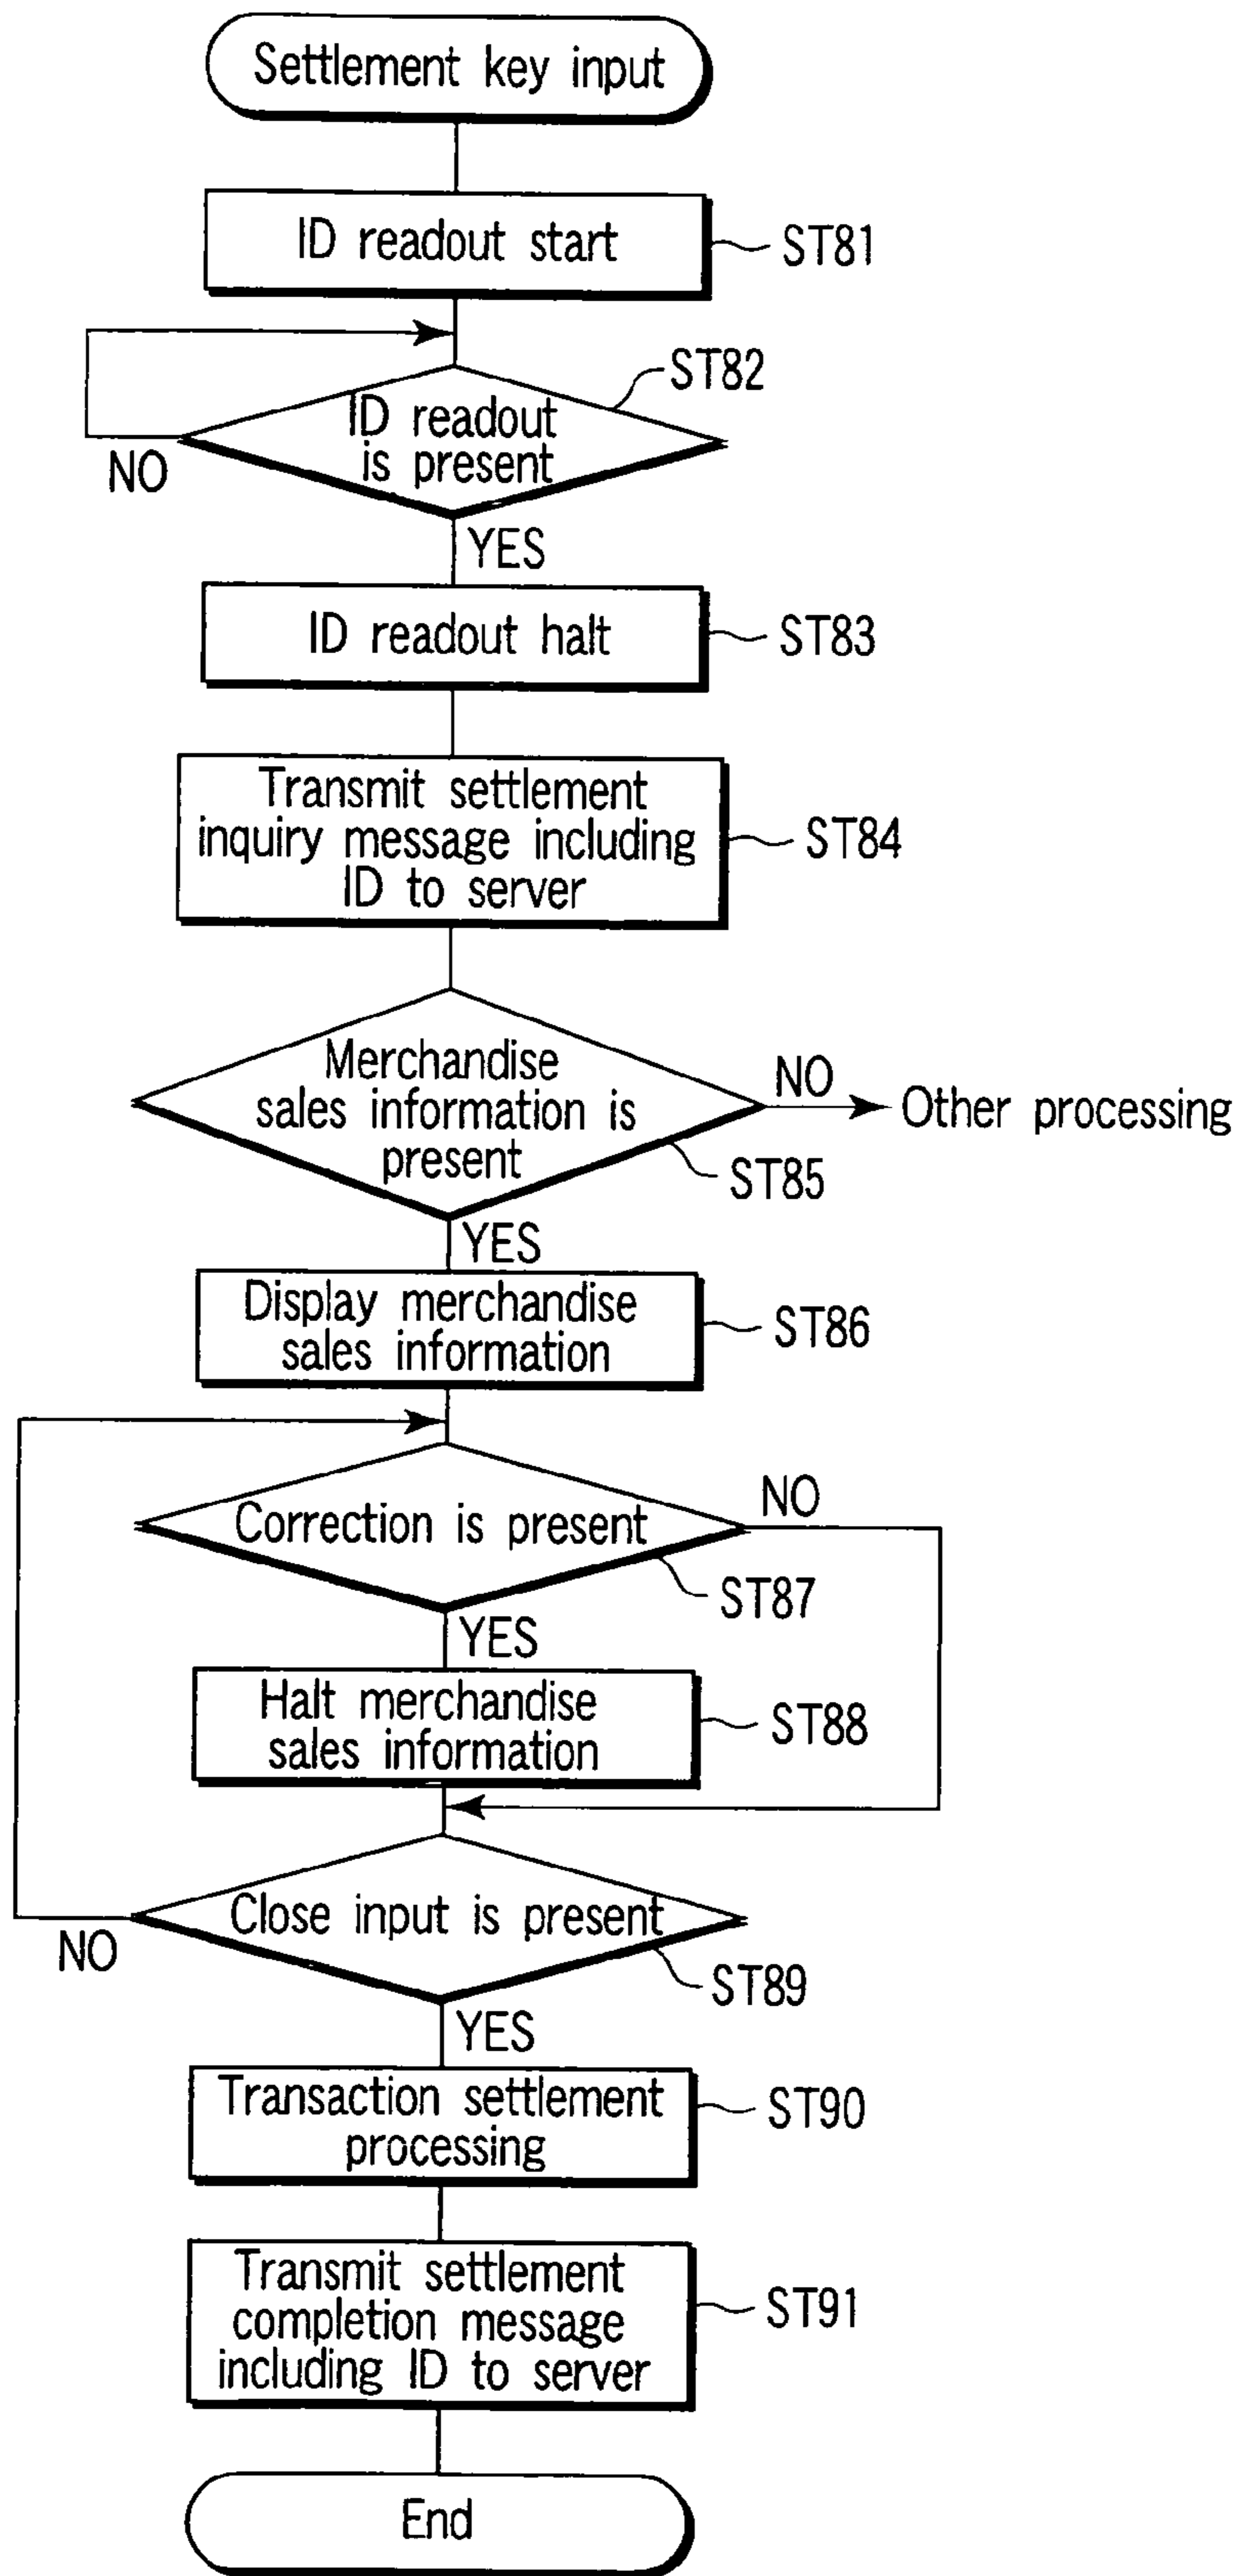 Settlement key input
ID readout start
ST81
ST82
ID readout
is present
NO
YES
ID readout halt
ST83
Transmit settlement
inquiry message including
ID to server
ST84
Merchandise
sales information is
present
NO
Other processing
ST85
YES
Display merchandise
sales information
ST86
Correction is present
NO
ST87
YES
Halt merchandise
sales information
ST88
Close input is present
NO
ST89
YES
Transaction settlement
processing
ST90
Transmit settlement
completion message
including ID to server
ST91
End